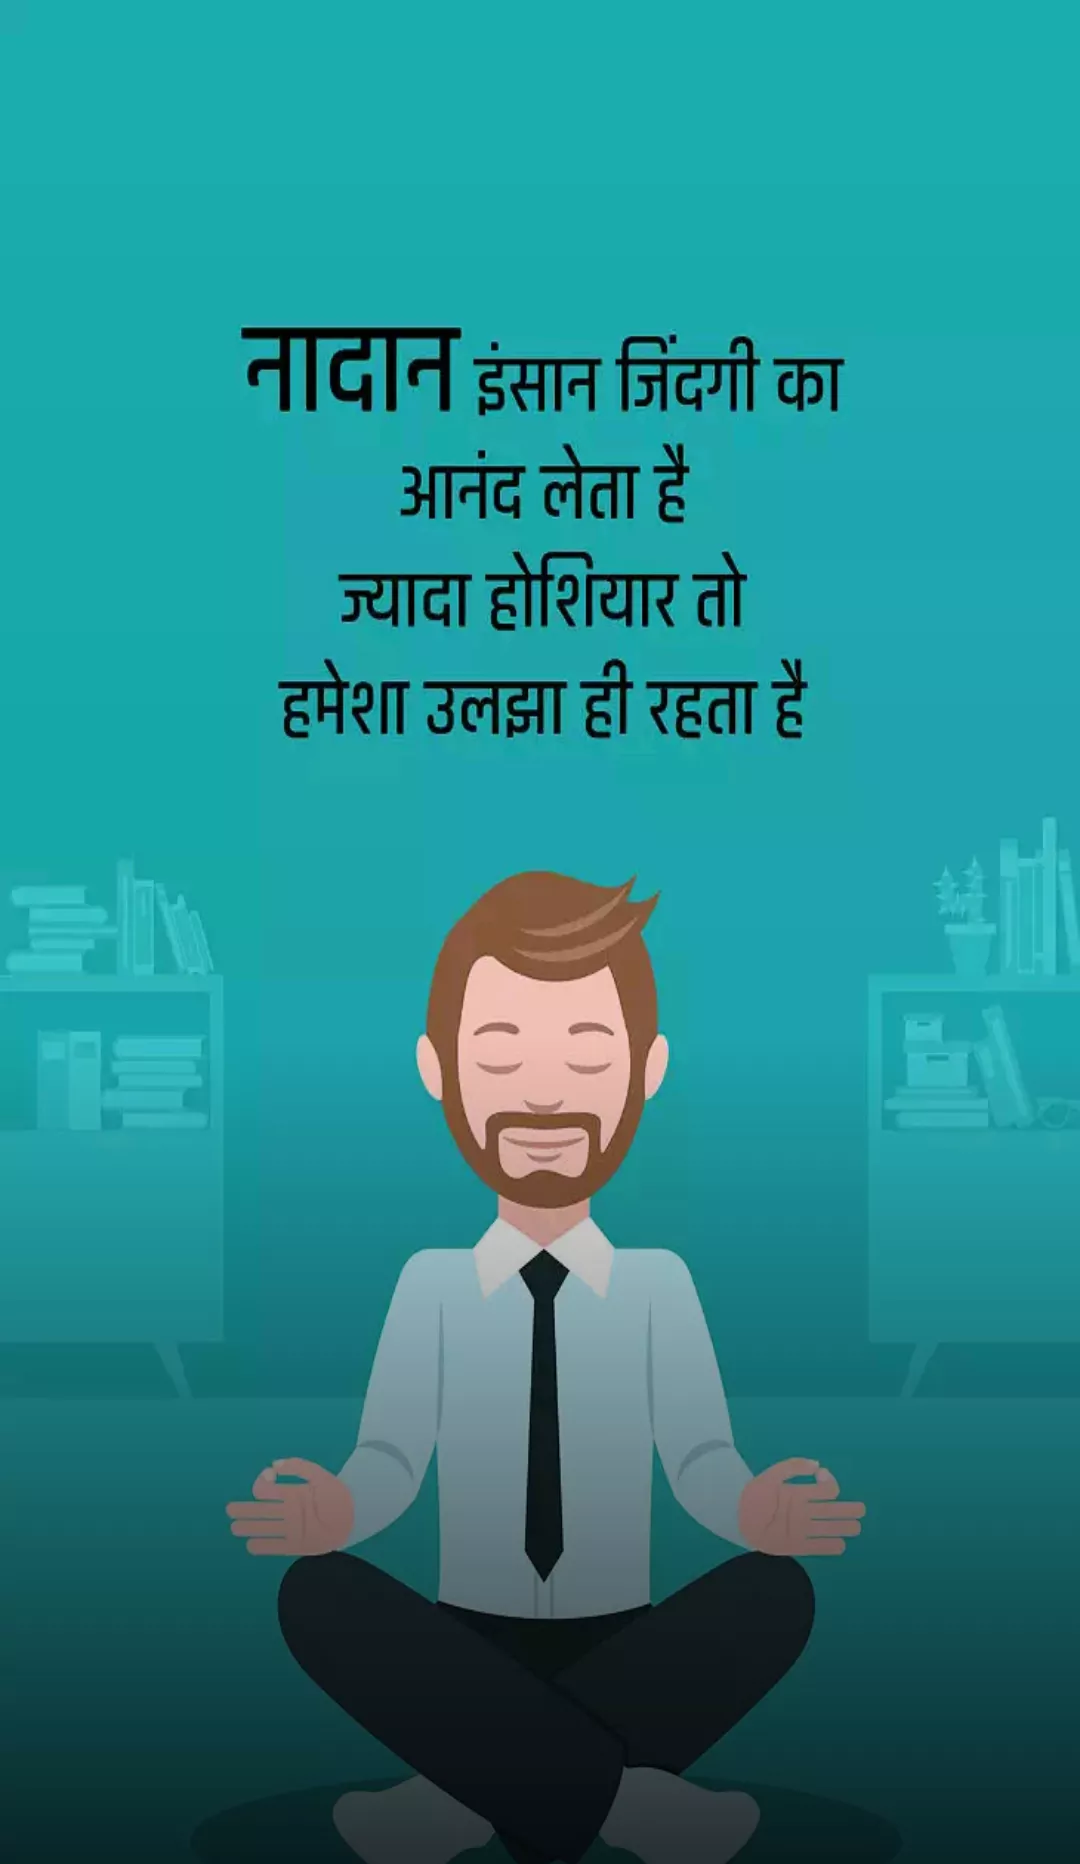 नादान इंसान जिंदगी का
आनंद लेता है
ज्यादा होशियार तो
हमेशा उलझा ही रहता है